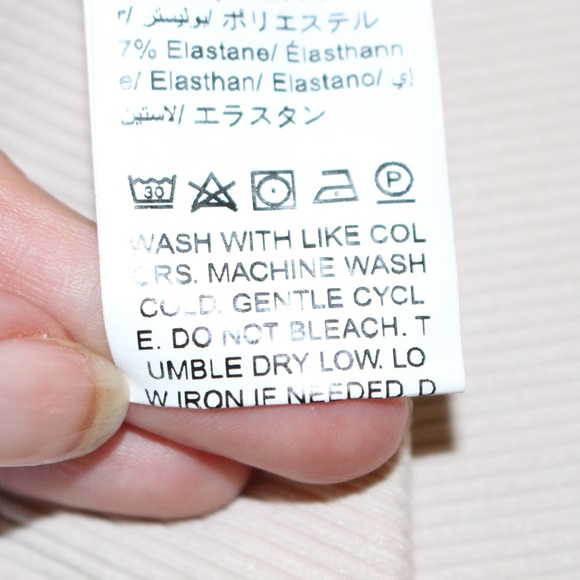 r/ بوليستر/ ポリエステル
7% Elastane/ Élasthann
e/ Elasthan/ Elastano/ إي
لاستين/ エラスタン
30
P
WASH WITH LIKE COL
ORS. MACHINE WASH
COLD. GENTLE CYCL
E. DO NOT BLEACH. T
UMBLE DRY LOW. LO
W IRON IF NEEDED. D